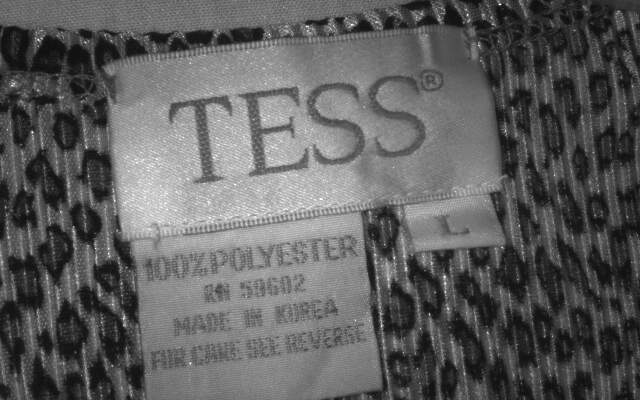 TESS®
L
100% POLYESTER
RN 59602
MADE IN KOREA
FOR CARE SEE REVERSE